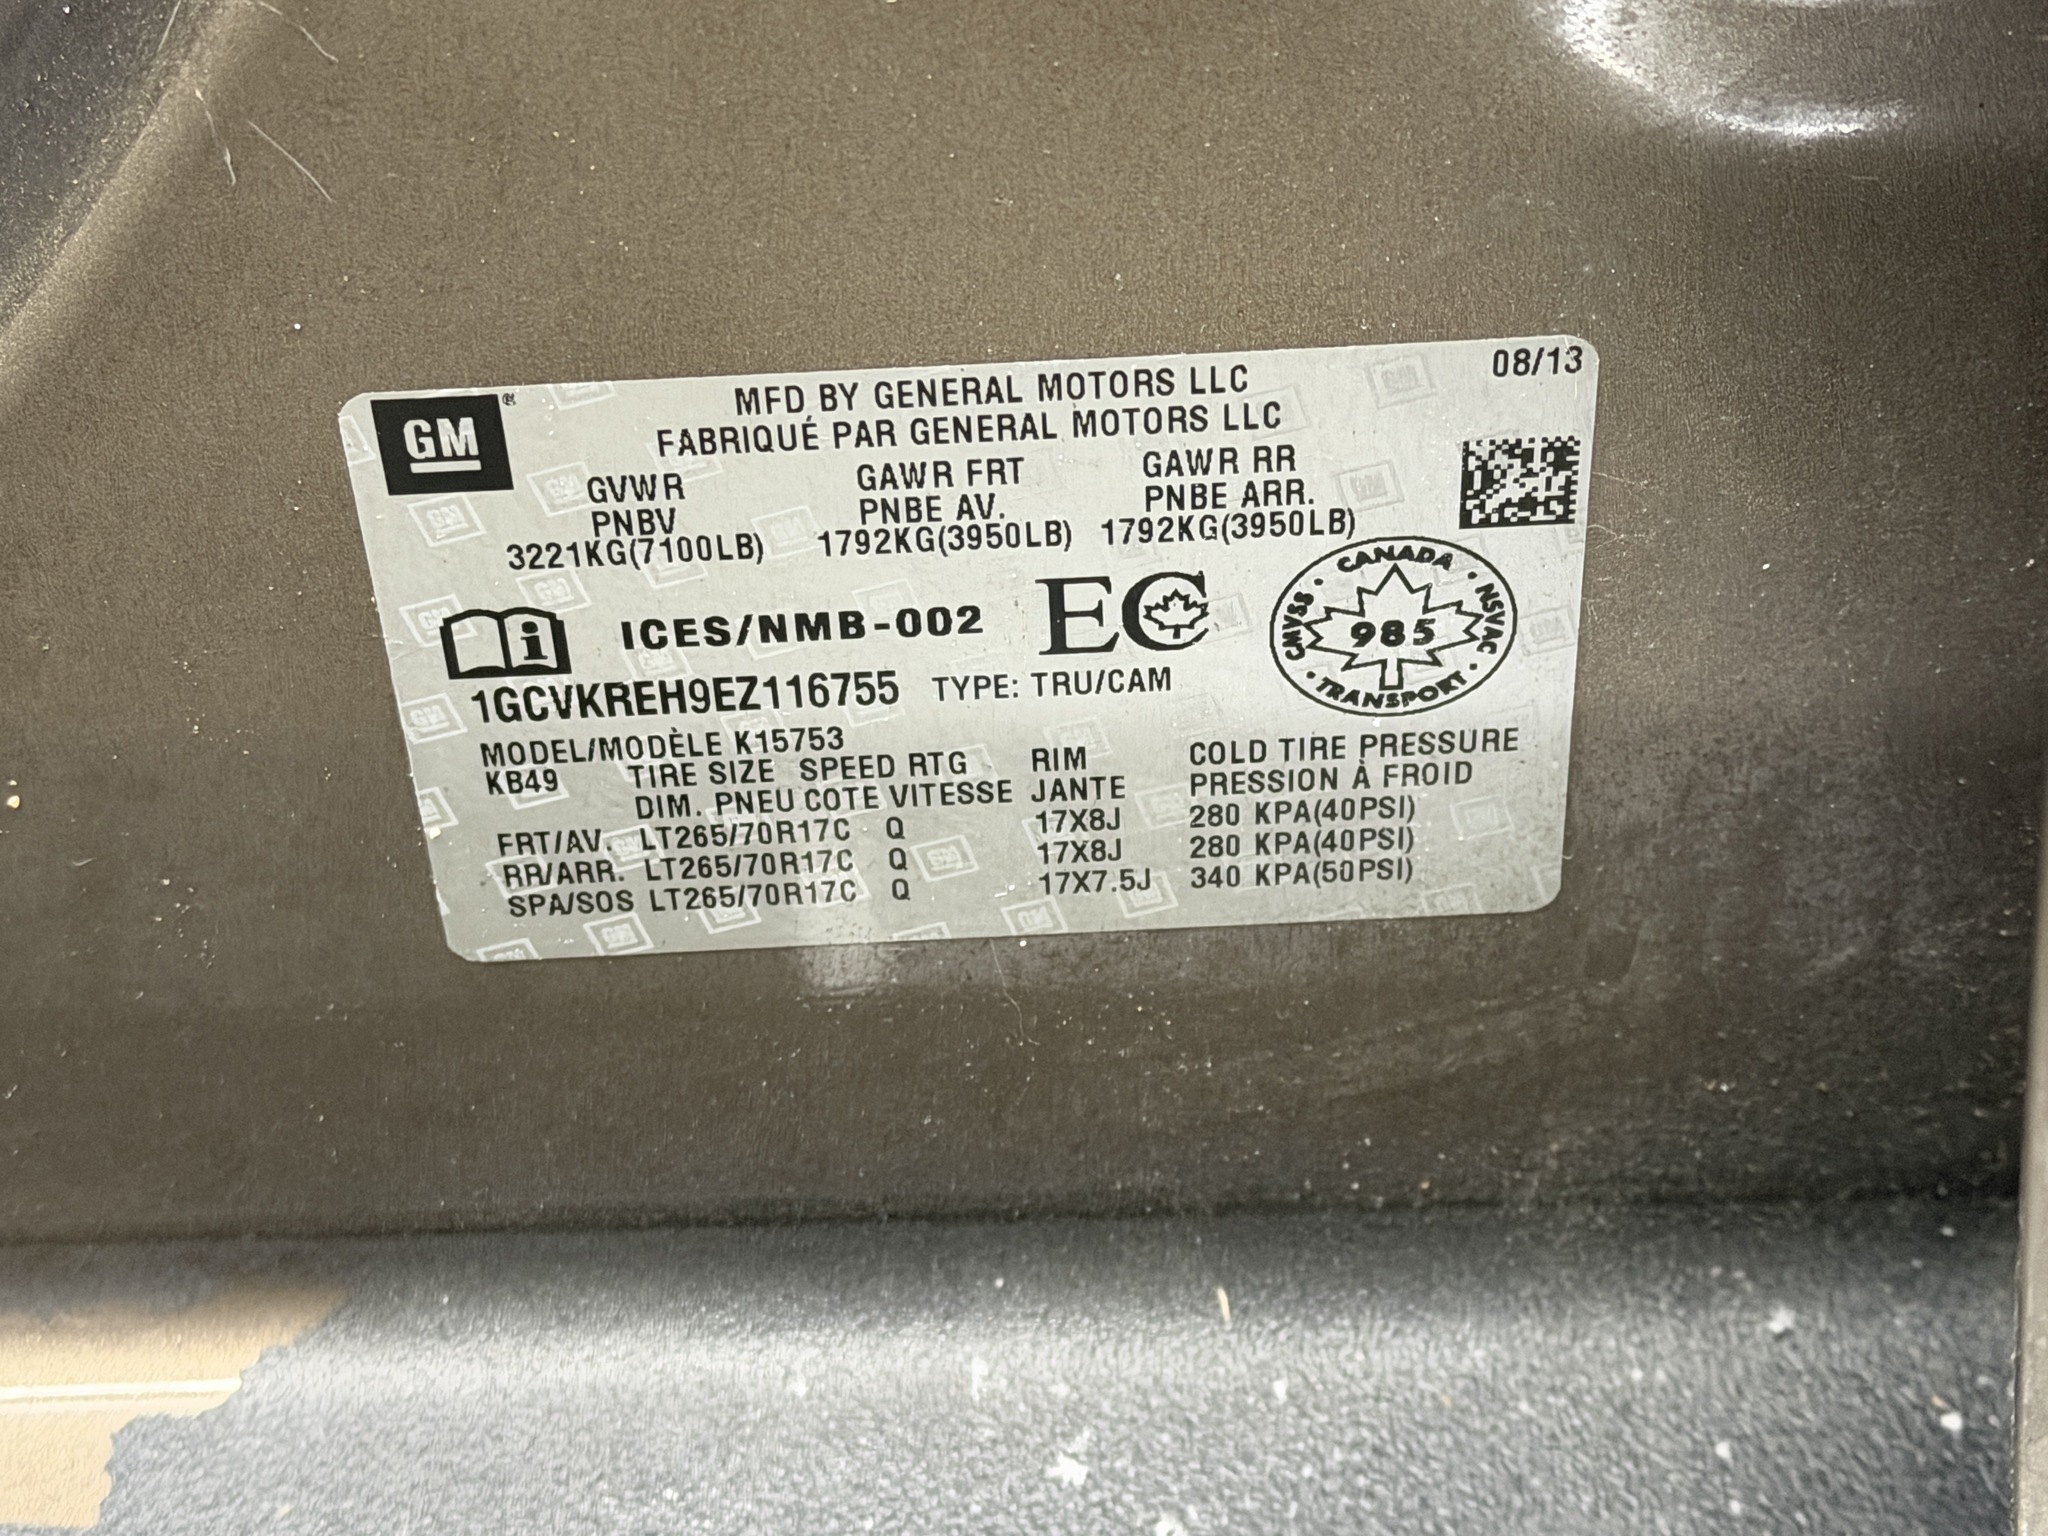 GM®
MFD BY GENERAL MOTORS LLC
08/13
FABRIQUÉ PAR GENERAL MOTORS LLC
GVWR GAWR FRT GAWR RR
PNBV PNBE AV. PNBE ARR.
3221KG(7100LB) 1792KG(3950LB) 1792KG(3950LB)
i ICES/NMB-002 EC
CANADA · NSVAC · TRANSPORT · CMVSS ·
985
1GCVKREH9EZ116755 TYPE: TRU/CAM
MODEL/MODÈLE K15753
KB49 TIRE SIZE SPEED RTG RIM COLD TIRE PRESSURE
DIM. PNEU COTE VITESSE JANTE PRESSION À FROID
FRT/AV. LT265/70R17C Q 17X8J 280 KPA(40PSI)
RR/ARR. LT265/70R17C Q 17X8J 280 KPA(40PSI)
SPA/SOS LT265/70R17C Q 17X7.5J 340 KPA(50PSI)